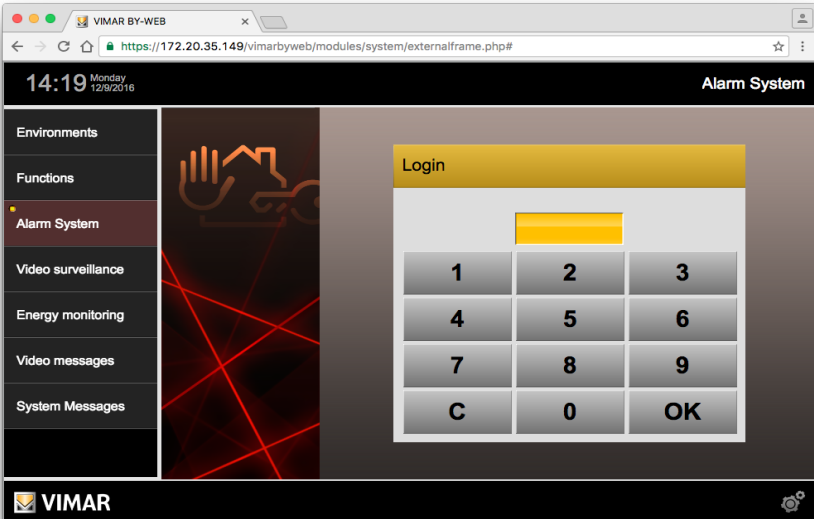 VIMAR BY-WEB
https://172.20.35.149/vimarbyweb/modules/system/externalframe.php#
14:19 Monday
12/9/2016
Alarm System
Environments
Functions
Alarm System
Video surveillance
Energy monitoring
Video messages
System Messages
Login
1 2 3
4 5 6
7 8 9
C 0 OK
VIMAR